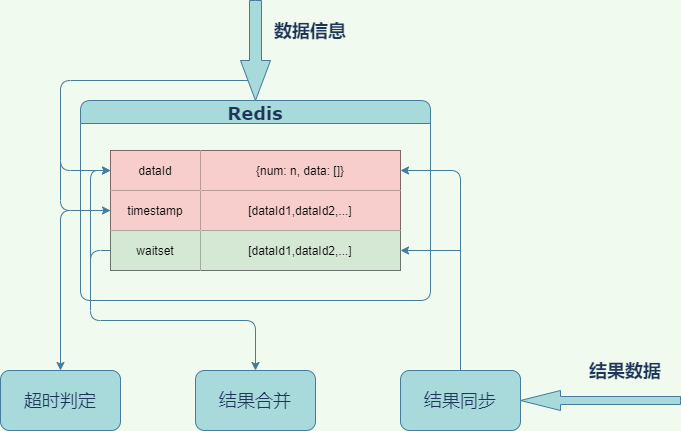 数据信息
Redis
dataId
{num: n, data: []}
timestamp
[dataId1,dataId2,...]
waitset
[dataId1,dataId2,...]
结果数据
超时判定
结果合并
结果同步